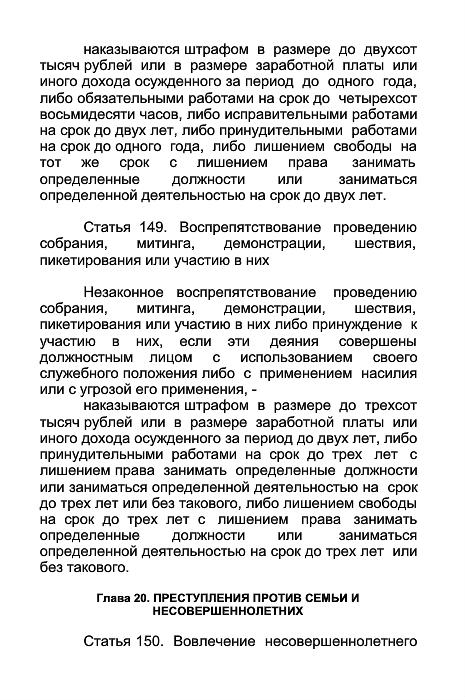 наказываются штрафом в размере до двухсот
тысяч рублей или в размере заработной платы или
иного дохода осужденного за период до одного года,
либо обязательными работами на срок до четырехсот
восьмидесяти часов, либо исправительными работами
на срок до двух лет, либо принудительными работами
на срок до одного года, либо лишением свободы на
тот же срок с лишением права занимать
определенные должности или заниматься
определенной деятельностью на срок до двух лет.
Статья 149. Воспрепятствование проведению
собрания, митинга, демонстрации, шествия,
пикетирования или участию в них
Незаконное воспрепятствование проведению
собрания, митинга, демонстрации, шествия,
пикетирования или участию в них либо принуждение к
участию в них, если эти деяния совершены
должностным лицом с использованием своего
служебного положения либо с применением насилия
или с угрозой его применения, -
наказываются штрафом в размере до трехсот
тысяч рублей или в размере заработной платы или
иного дохода осужденного за период до двух лет, либо
принудительными работами на срок до трех лет с
лишением права занимать определенные должности
или заниматься определенной деятельностью на срок
до трех лет или без такового, либо лишением свободы
на срок до трех лет с лишением права занимать
определенные должности или заниматься
определенной деятельностью на срок до трех лет или
без такового.
Глава 20. ПРЕСТУПЛЕНИЯ ПРОТИВ СЕМЬИ И
НЕСОВЕРШЕННОЛЕТНИХ
Статья 150. Вовлечение несовершеннолетнего